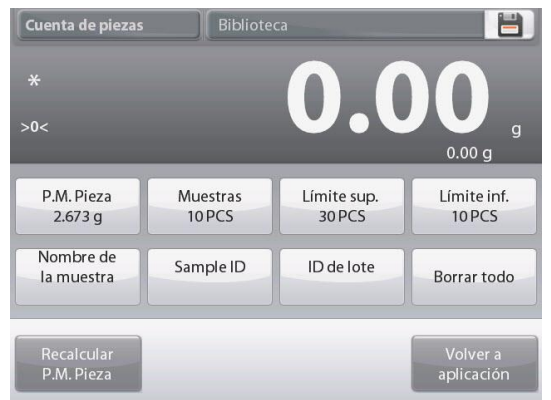 Cuenta de piezas
Biblioteca
*
0.00
>0<
g
0.00 g
P.M. Pieza
2.673 g
Muestras
10 PCS
Límite sup.
30 PCS
Límite inf.
10 PCS
Nombre de
la muestra
Sample ID
ID de lote
Borrar todo
Recalcular
P.M. Pieza
Volver a
aplicación